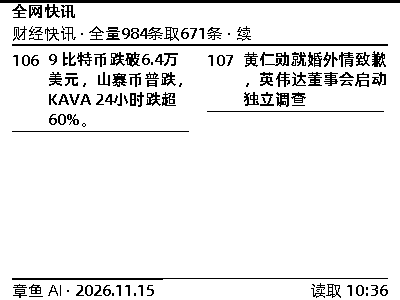 全网快讯
财经快讯 · 全量984条取671条 · 续
106 9 比特币跌破6.4万
美元，山寨币普跌，
KAVA 24小时跌超
60%。
107 黄仁勋就婚外情致歉
，英伟达董事会启动
独立调查
章鱼 AI · 2026.11.15
读取 10:36